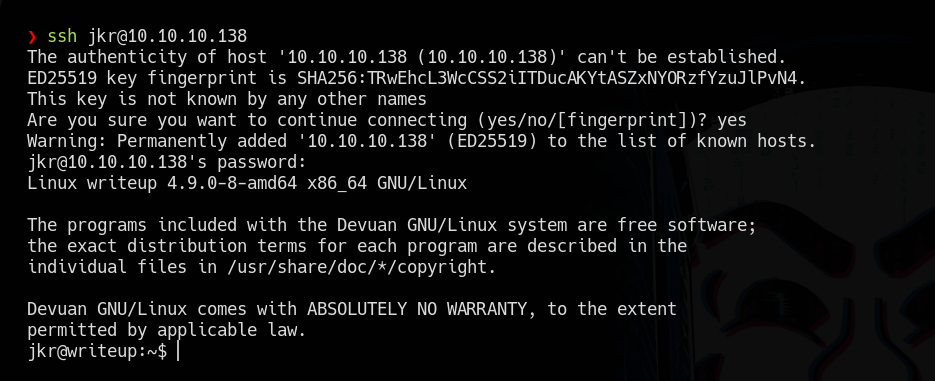 ❯ ssh jkr@10.10.10.138
The authenticity of host '10.10.10.138 (10.10.10.138)' can't be established.
ED25519 key fingerprint is SHA256:TRwEhcL3WcCSS2iITDucAKYtASZxNYORzfYzuJlPvN4.
This key is not known by any other names
Are you sure you want to continue connecting (yes/no/[fingerprint])? yes
Warning: Permanently added '10.10.10.138' (ED25519) to the list of known hosts.
jkr@10.10.10.138's password:
Linux writeup 4.9.0-8-amd64 x86_64 GNU/Linux

The programs included with the Devuan GNU/Linux system are free software;
the exact distribution terms for each program are described in the
individual files in /usr/share/doc/*/copyright.

Devuan GNU/Linux comes with ABSOLUTELY NO WARRANTY, to the extent
permitted by applicable law.
jkr@writeup:~$